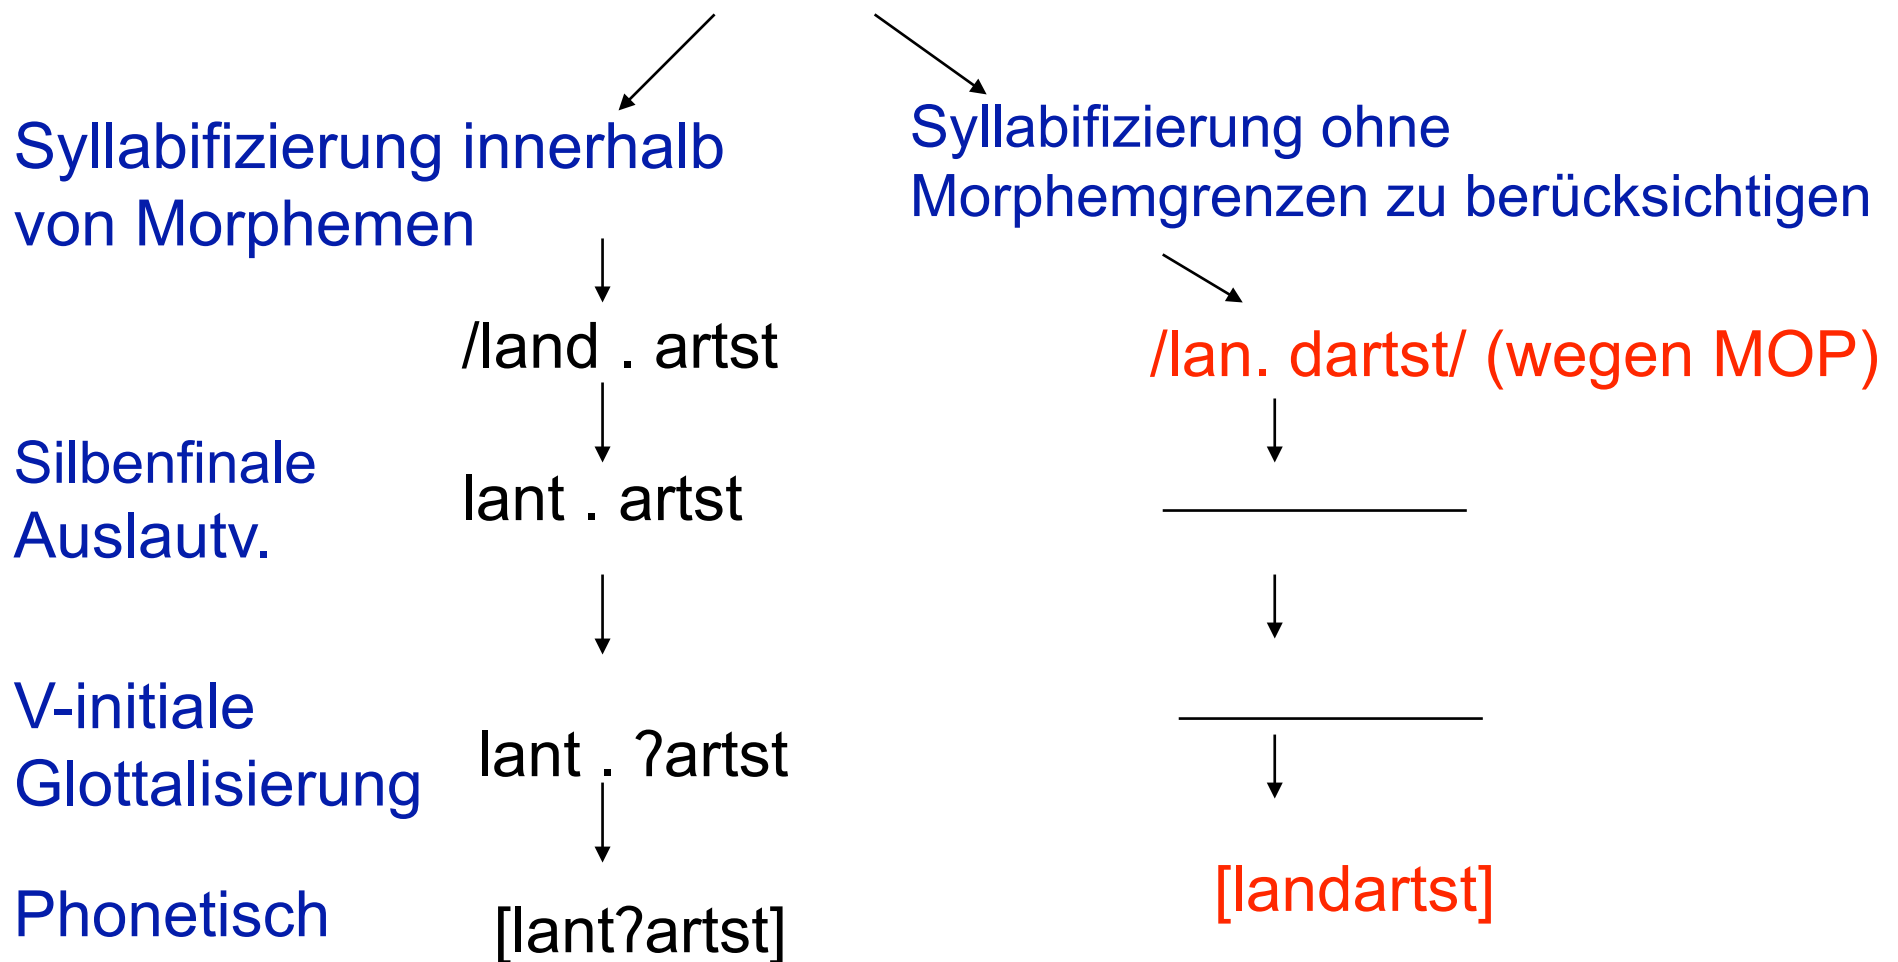 Syllabifizierung innerhalb
von Morphemen
Syllabifizierung ohne
Morphemgrenzen zu berücksichtigen
/land . artst
/lan. dartst/ (wegen MOP)
Silbenfinale
Auslautv.
lant . artst
V-initiale
Glottalisierung
lant . ʔartst
Phonetisch
[lantʔartst]
[landartst]